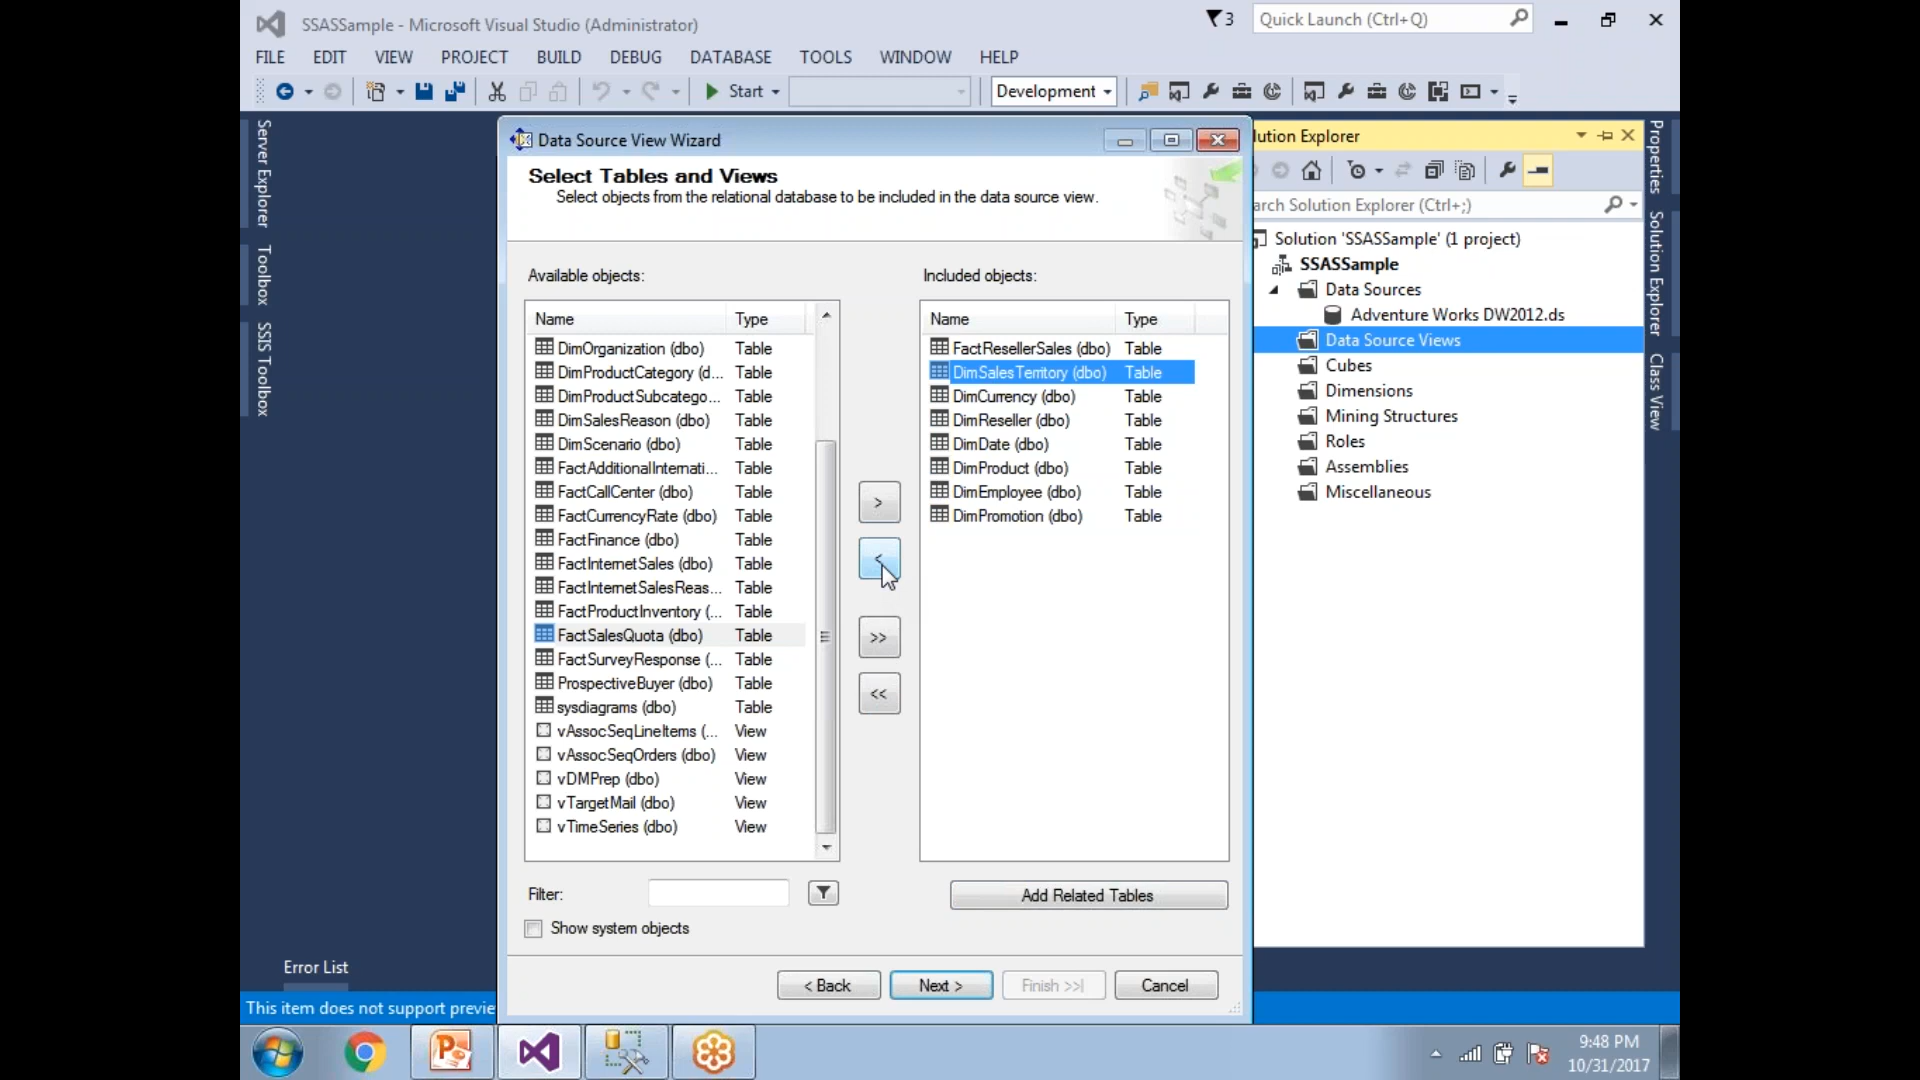 SSASSample - Microsoft Visual Studio (Administrator)
3
Quick Launch (Ctrl+Q)
FILE EDIT VIEW PROJECT BUILD DEBUG DATABASE TOOLS WINDOW HELP
Start
Development
Server Explorer
Toolbox
SSIS Toolbox
Data Source View Wizard
Select Tables and Views
Select objects from the relational database to be included in the data source view.
Available objects:
Name Type
DimOrganization (dbo) Table
DimProductCategory (d... Table
DimProductSubcatego... Table
DimSalesReason (dbo) Table
DimScenario (dbo) Table
FactAdditionalInternati... Table
FactCallCenter (dbo) Table
FactCurrencyRate (dbo) Table
FactFinance (dbo) Table
FactInternetSales (dbo) Table
FactInternetSalesReas... Table
FactProductInventory (... Table
FactSalesQuota (dbo) Table
FactSurveyResponse (... Table
ProspectiveBuyer (dbo) Table
sysdiagrams (dbo) Table
vAssocSeqLineItems (... View
vAssocSeqOrders (dbo) View
vDMPrep (dbo) View
vTargetMail (dbo) View
vTimeSeries (dbo) View
>
<
>>
<<
Included objects:
Name Type
FactResellerSales (dbo) Table
DimSalesTerritory (dbo) Table
DimCurrency (dbo) Table
DimReseller (dbo) Table
DimDate (dbo) Table
DimProduct (dbo) Table
DimEmployee (dbo) Table
DimPromotion (dbo) Table
Filter:
Add Related Tables
Show system objects
< Back
Next >
Finish >>|
Cancel
lution Explorer
arch Solution Explorer (Ctrl+;)
Solution 'SSASSample' (1 project)
SSASSample
Data Sources
Adventure Works DW2012.ds
Data Source Views
Cubes
Dimensions
Mining Structures
Roles
Assemblies
Miscellaneous
Properties
Solution Explorer
Class View
Error List
This item does not support previe
9:48 PM
10/31/2017